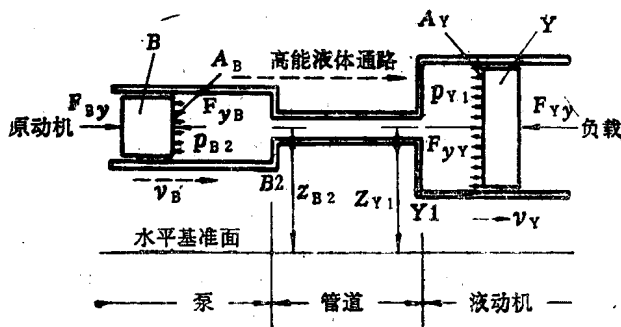 B
A_B
高能液体通路
A_Y
Y
F_By
F_yB
p_Y1
F_Yy
原动机
负载
p_B2
F_yY
v_B
B2
Z_B2
Z_Y1
Y1
v_Y
水平基准面
泵
管道
液动机